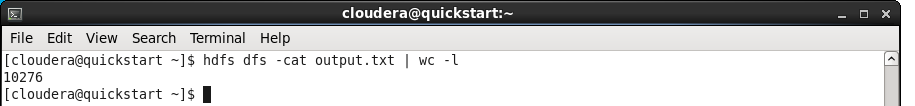 cloudera@quickstart:~
File Edit View Search Terminal Help
[cloudera@quickstart ~]$ hdfs dfs -cat output.txt | wc -l
10276
[cloudera@quickstart ~]$